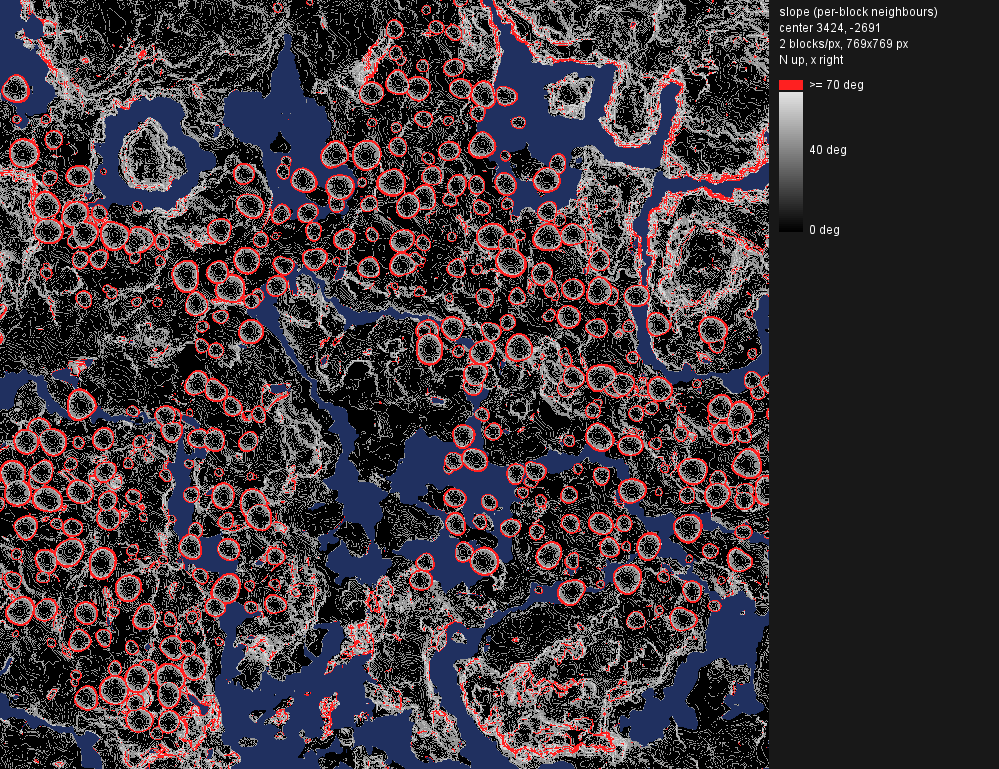 slope (per-block neighbours)
center 3424, -2691
2 blocks/px, 769x769 px
N up, x right
>= 70 deg
40 deg
0 deg